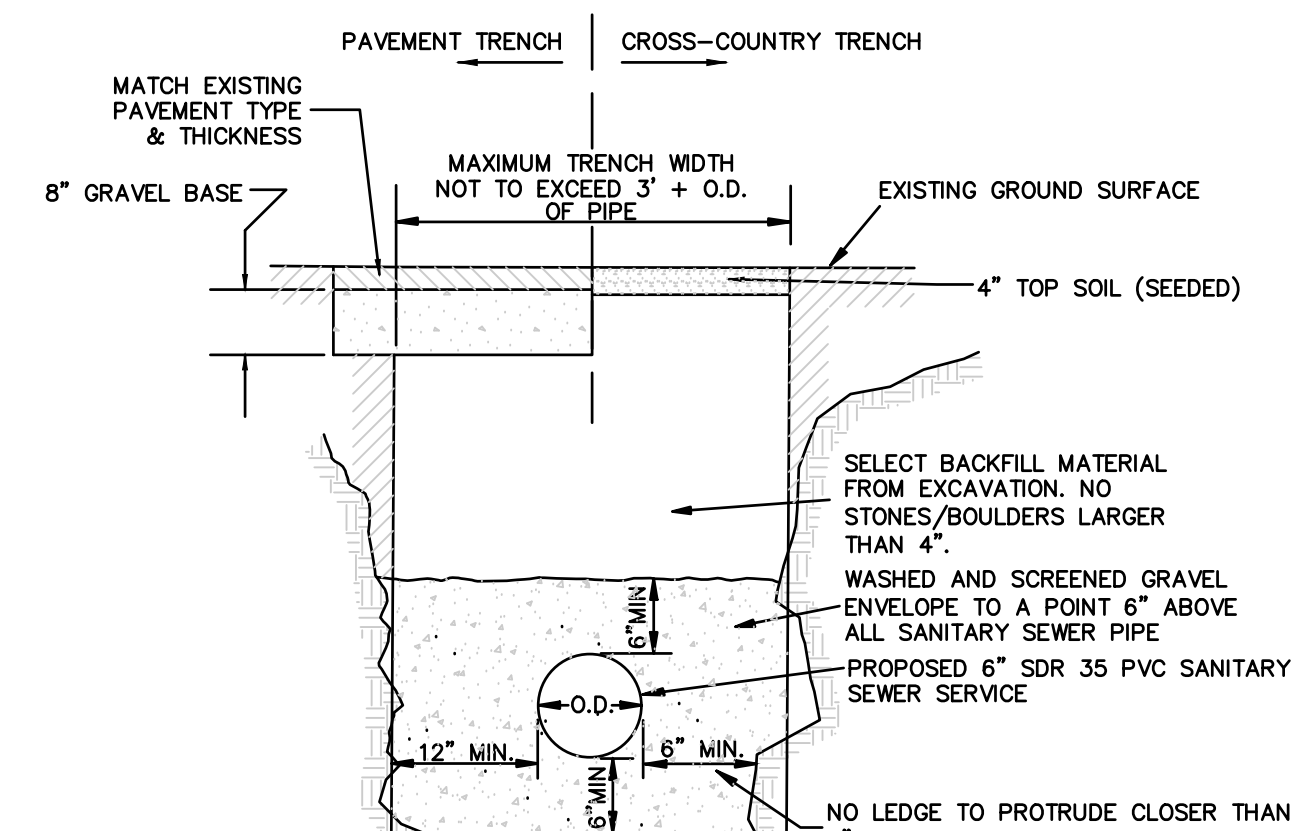 PAVEMENT TRENCH
CROSS-COUNTRY TRENCH
MATCH EXISTING
PAVEMENT TYPE
& THICKNESS
MAXIMUM TRENCH WIDTH
NOT TO EXCEED 3' + O.D.
OF PIPE
8" GRAVEL BASE
EXISTING GROUND SURFACE
4" TOP SOIL (SEEDED)
SELECT BACKFILL MATERIAL
FROM EXCAVATION. NO
STONES/BOULDERS LARGER
THAN 4".
WASHED AND SCREENED GRAVEL
ENVELOPE TO A POINT 6" ABOVE
ALL SANITARY SEWER PIPE
6"MIN
PROPOSED 6" SDR 35 PVC SANITARY
SEWER SERVICE
O.D.
12" MIN.
6" MIN.
6"MIN
NO LEDGE TO PROTRUDE CLOSER THAN